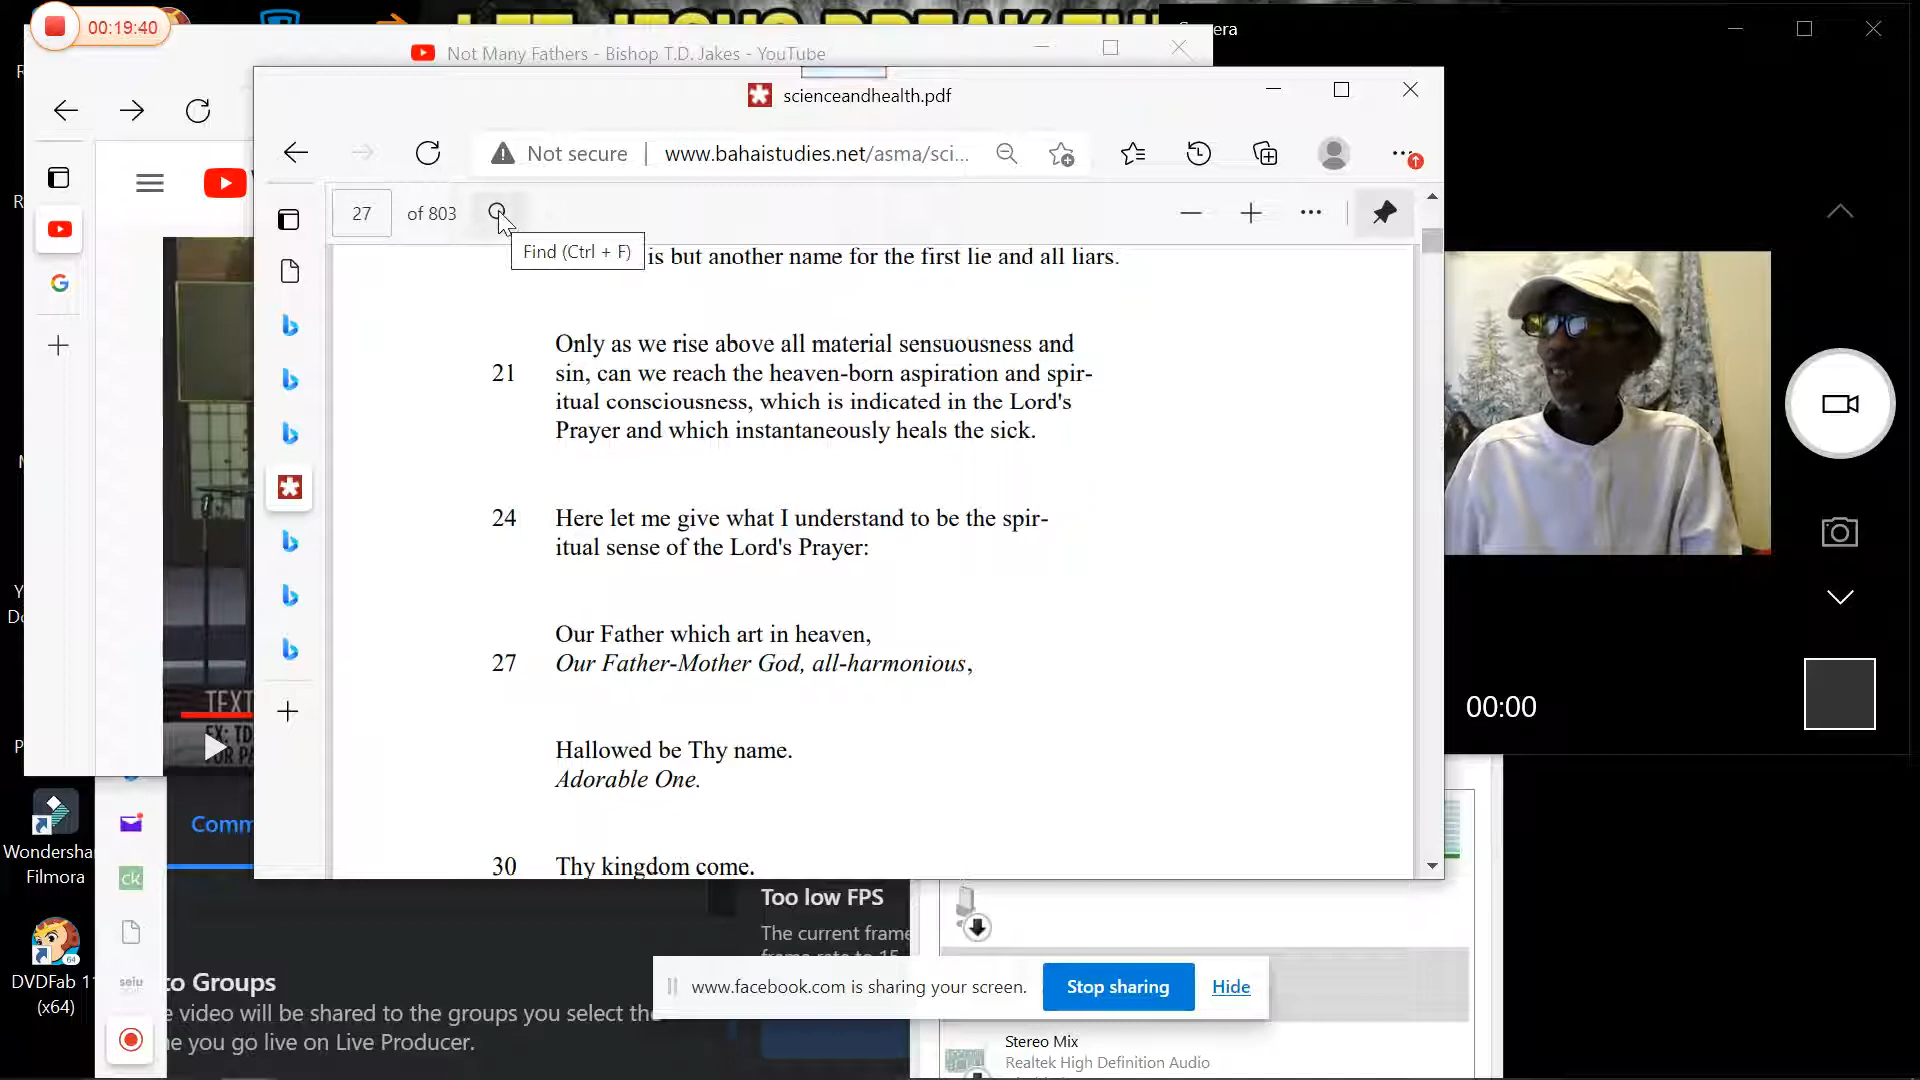 00:19:40
Not Many Fathers - Bishop T.D. Jakes - YouTube
era
scienceandhealth.pdf
Not secure
www.bahaistudies.net/asma/sci...
27
of 803
Find (Ctrl + F)
is but another name for the first lie and all liars.
Only as we rise above all material sensuousness and
21 sin, can we reach the heaven-born aspiration and spir-
itual consciousness, which is indicated in the Lord's
Prayer and which instantaneously heals the sick.
24 Here let me give what I understand to be the spir-
itual sense of the Lord's Prayer:
Our Father which art in heaven,
27 Our Father-Mother God, all-harmonious,
Hallowed be Thy name.
Adorable One.
30 Thy kingdom come.
00:00
TEXT
Comm
Wondersha
Filmora
ck
DVDFab 1
(x64)
seiu
Too low FPS
The current frame
to Groups
e video will be shared to the groups you select the
ne you go live on Live Producer.
www.facebook.com is sharing your screen.
Stop sharing
Hide
Stereo Mix
Realtek High Definition Audio